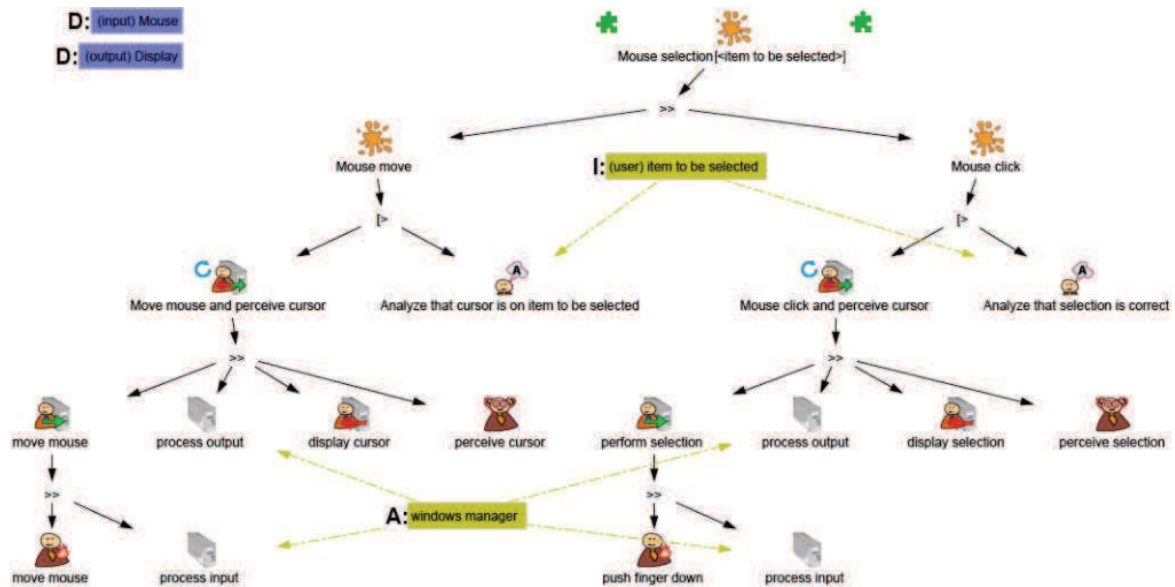 D: (input) Mouse
D: (output) Display
Mouse selection[<item to be selected>]
>>
Mouse move
I: (user) item to be selected
Mouse click
[>
[>
A
A
Move mouse and perceive cursor
Analyze that cursor is on item to be selected
Mouse click and perceive cursor
Analyze that selection is correct
>>
>>
move mouse
process output
display cursor
perceive cursor
perform selection
process output
display selection
perceive selection
>>
>>
A: windows manager
move mouse
process input
push finger down
process input